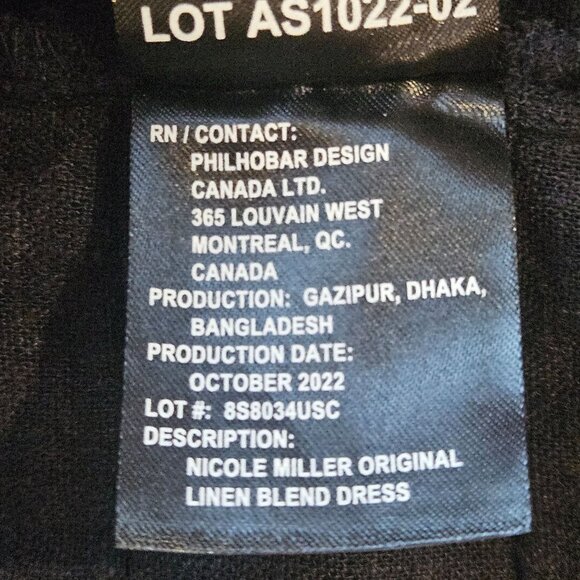 LOT AS1022-02
RN / CONTACT:
PHILHOBAR DESIGN
CANADA LTD.
365 LOUVAIN WEST
MONTREAL, QC.
CANADA
PRODUCTION: GAZIPUR, DHAKA,
BANGLADESH
PRODUCTION DATE:
OCTOBER 2022
LOT #: 8S8034USC
DESCRIPTION:
NICOLE MILLER ORIGINAL
LINEN BLEND DRESS